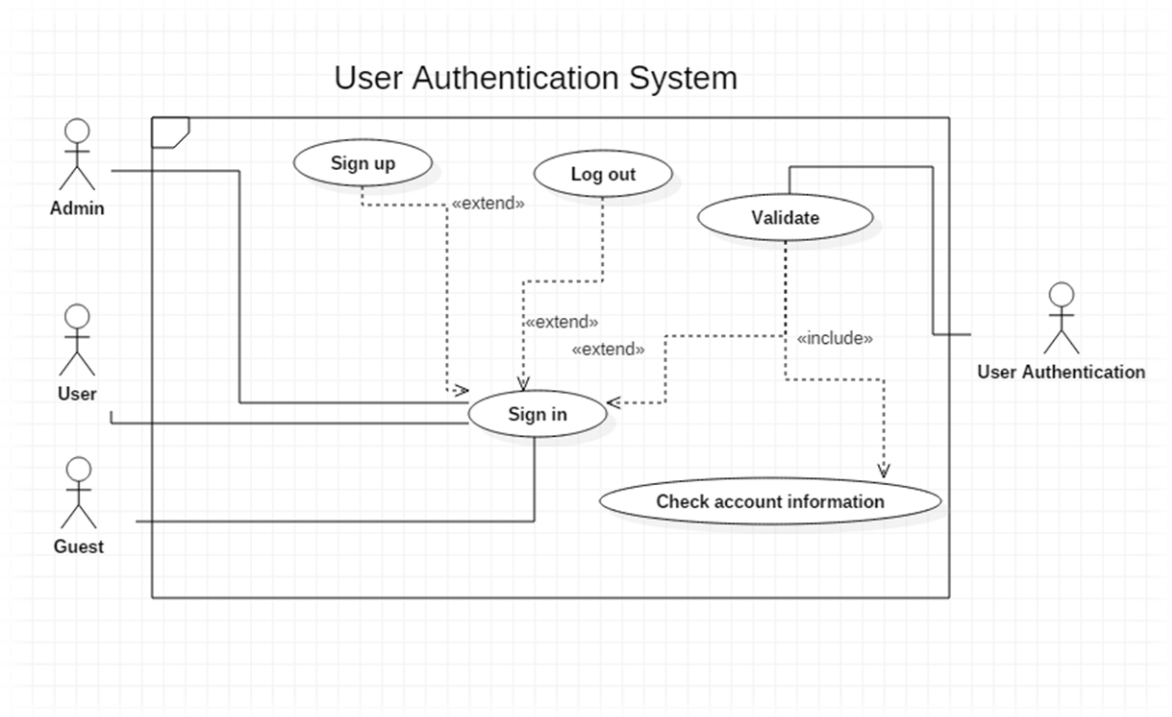 User Authentication System
Sign up
Log out
«extend»
Admin
Validate
User
«extend»
«extend»
«include»
User Authentication
Sign in
Check account information
Guest